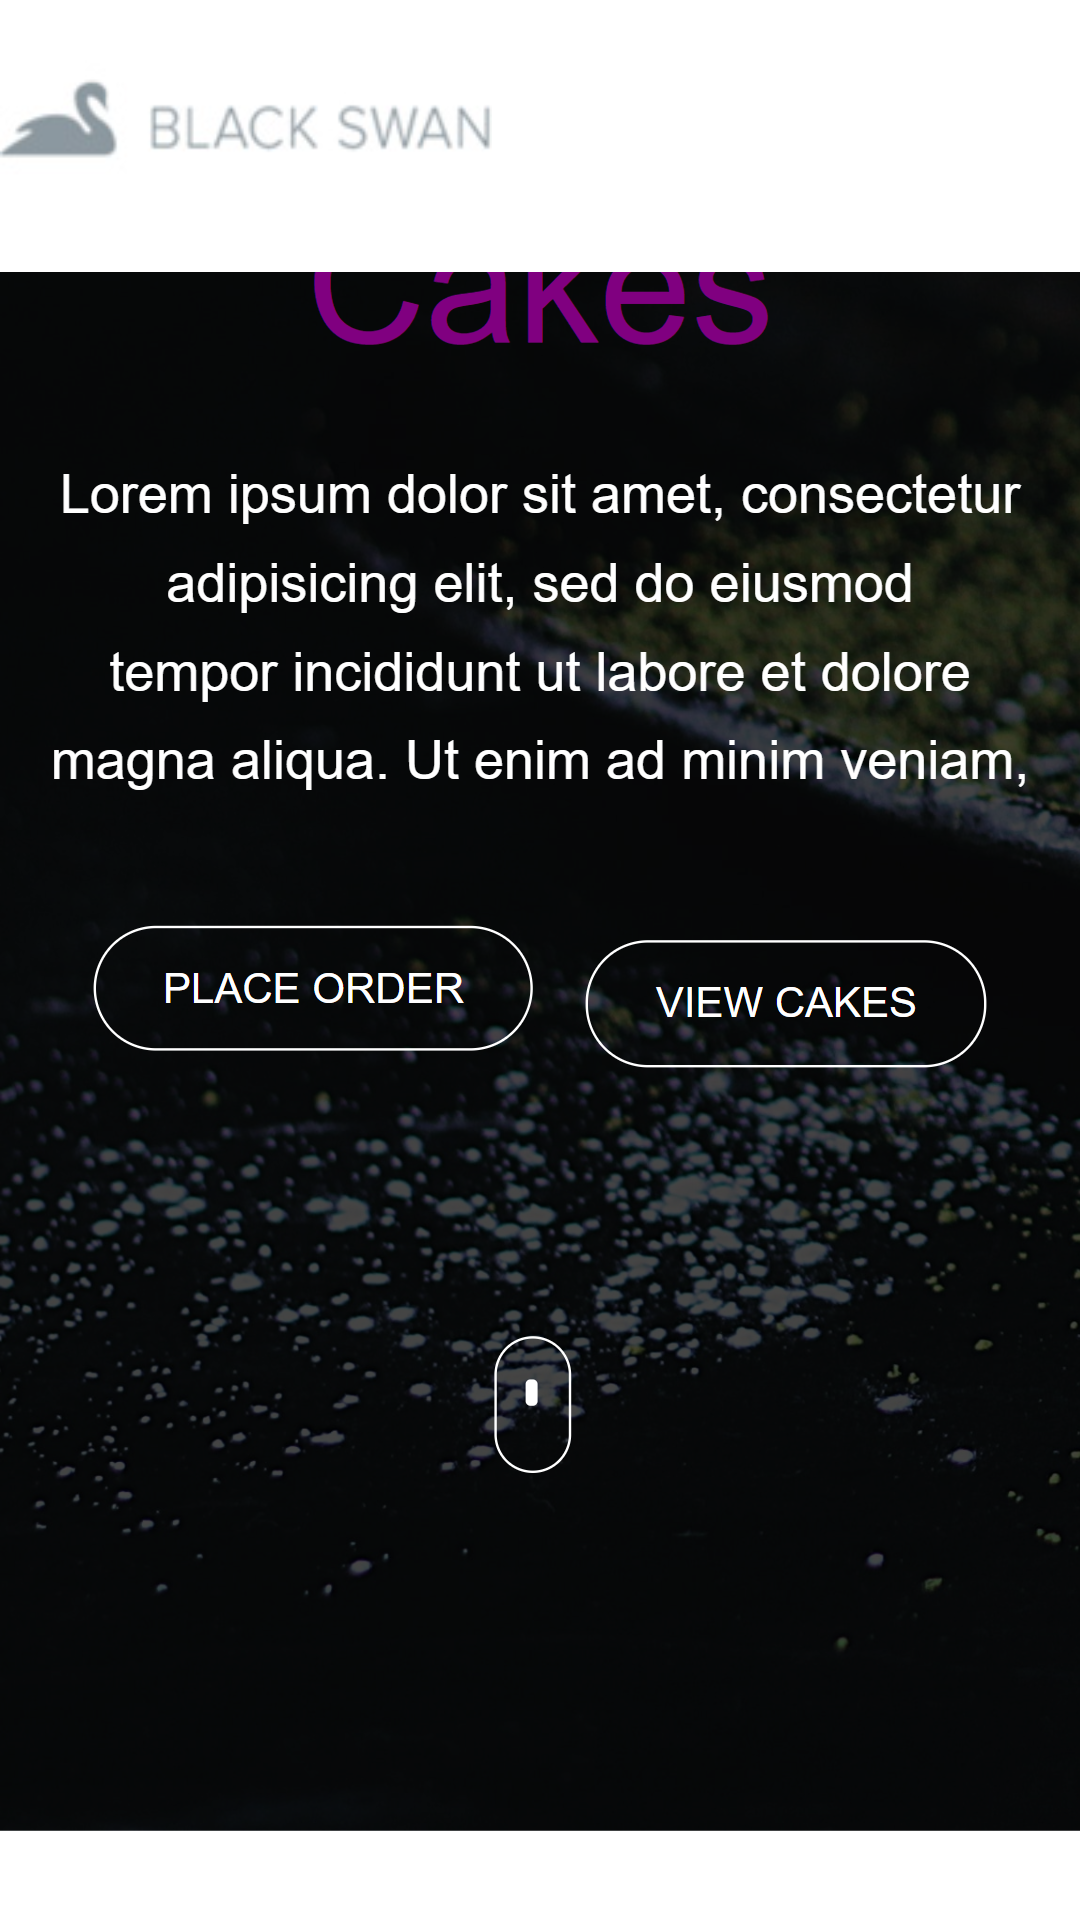 BLACK SWAN
Cakes
Lorem ipsum dolor sit amet, consectetur
adipisicing elit, sed do eiusmod
tempor incididunt ut labore et dolore
magna aliqua. Ut enim ad minim veniam,
PLACE ORDER
VIEW CAKES